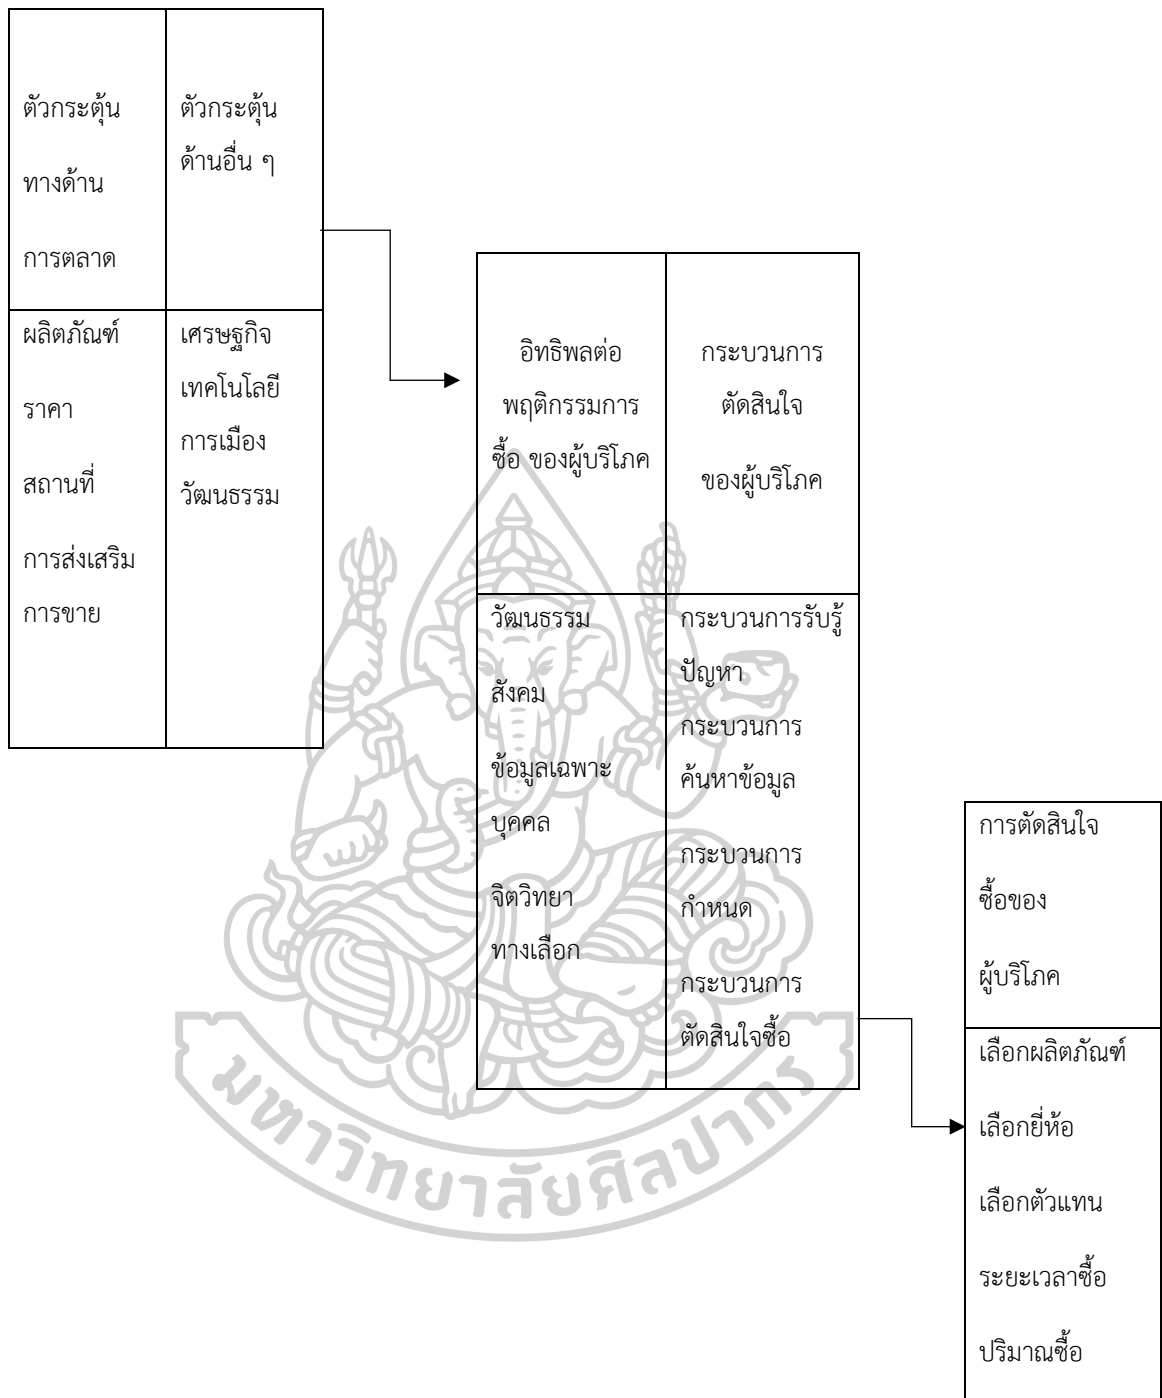 ตัวกระตุ้น
ทางด้าน
การตลาด
ตัวกระตุ้น
ด้านอื่น ๆ
ผลิตภัณฑ์
ราคา
สถานที่
การส่งเสริม
การขาย
เศรษฐกิจ
เทคโนโลยี
การเมือง
วัฒนธรรม
อิทธิพลต่อ
พฤติกรรมการ
ซื้อ ของผู้บริโภค
กระบวนการ
ตัดสินใจ
ของผู้บริโภค
วัฒนธรรม
สังคม
ข้อมูลเฉพาะ
บุคคล
จิตวิทยา
ทางเลือก
กระบวนการรับรู้
ปัญหา
กระบวนการ
ค้นหาข้อมูล
กระบวนการ
กำหนด
กระบวนการ
ตัดสินใจซื้อ
การตัดสินใจ
ซื้อของ
ผู้บริโภค
เลือกผลิตภัณฑ์
เลือกยี่ห้อ
เลือกตัวแทน
ระยะเวลาซื้อ
ปริมาณซื้อ
มหาวิทยาลัยศิลปากร